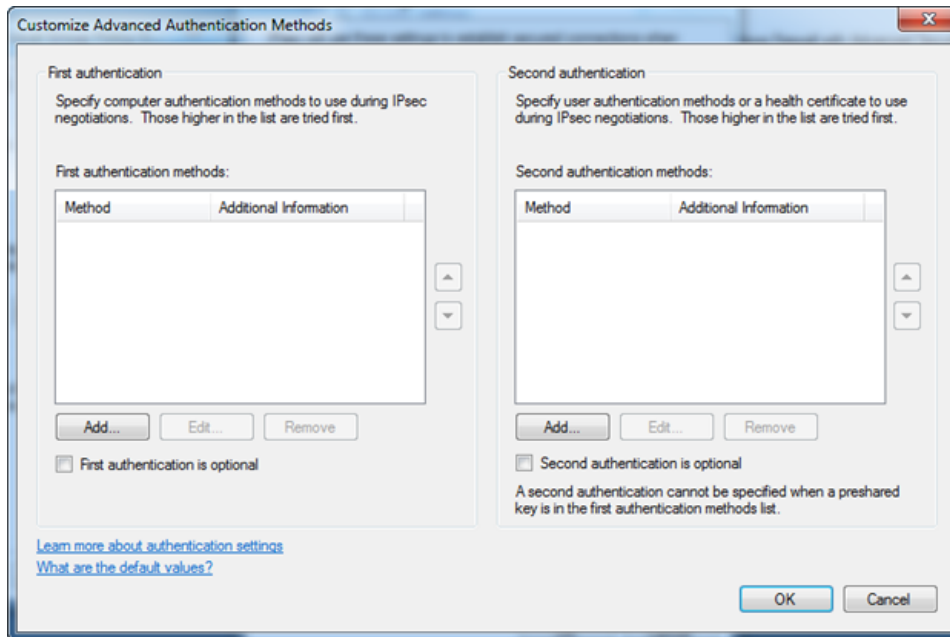 Customize Advanced Authentication Methods
First authentication
Specify computer authentication methods to use during IPsec
negotiations. Those higher in the list are tried first.
First authentication methods:
Method Additional Information
Add... Edit... Remove
First authentication is optional
Second authentication
Specify user authentication methods or a health certificate to use
during IPsec negotiations. Those higher in the list are tried first.
Second authentication methods:
Method Additional Information
Add... Edit... Remove
Second authentication is optional
A second authentication cannot be specified when a preshared
key is in the first authentication methods list.
Learn more about authentication settings
What are the default values?
OK Cancel